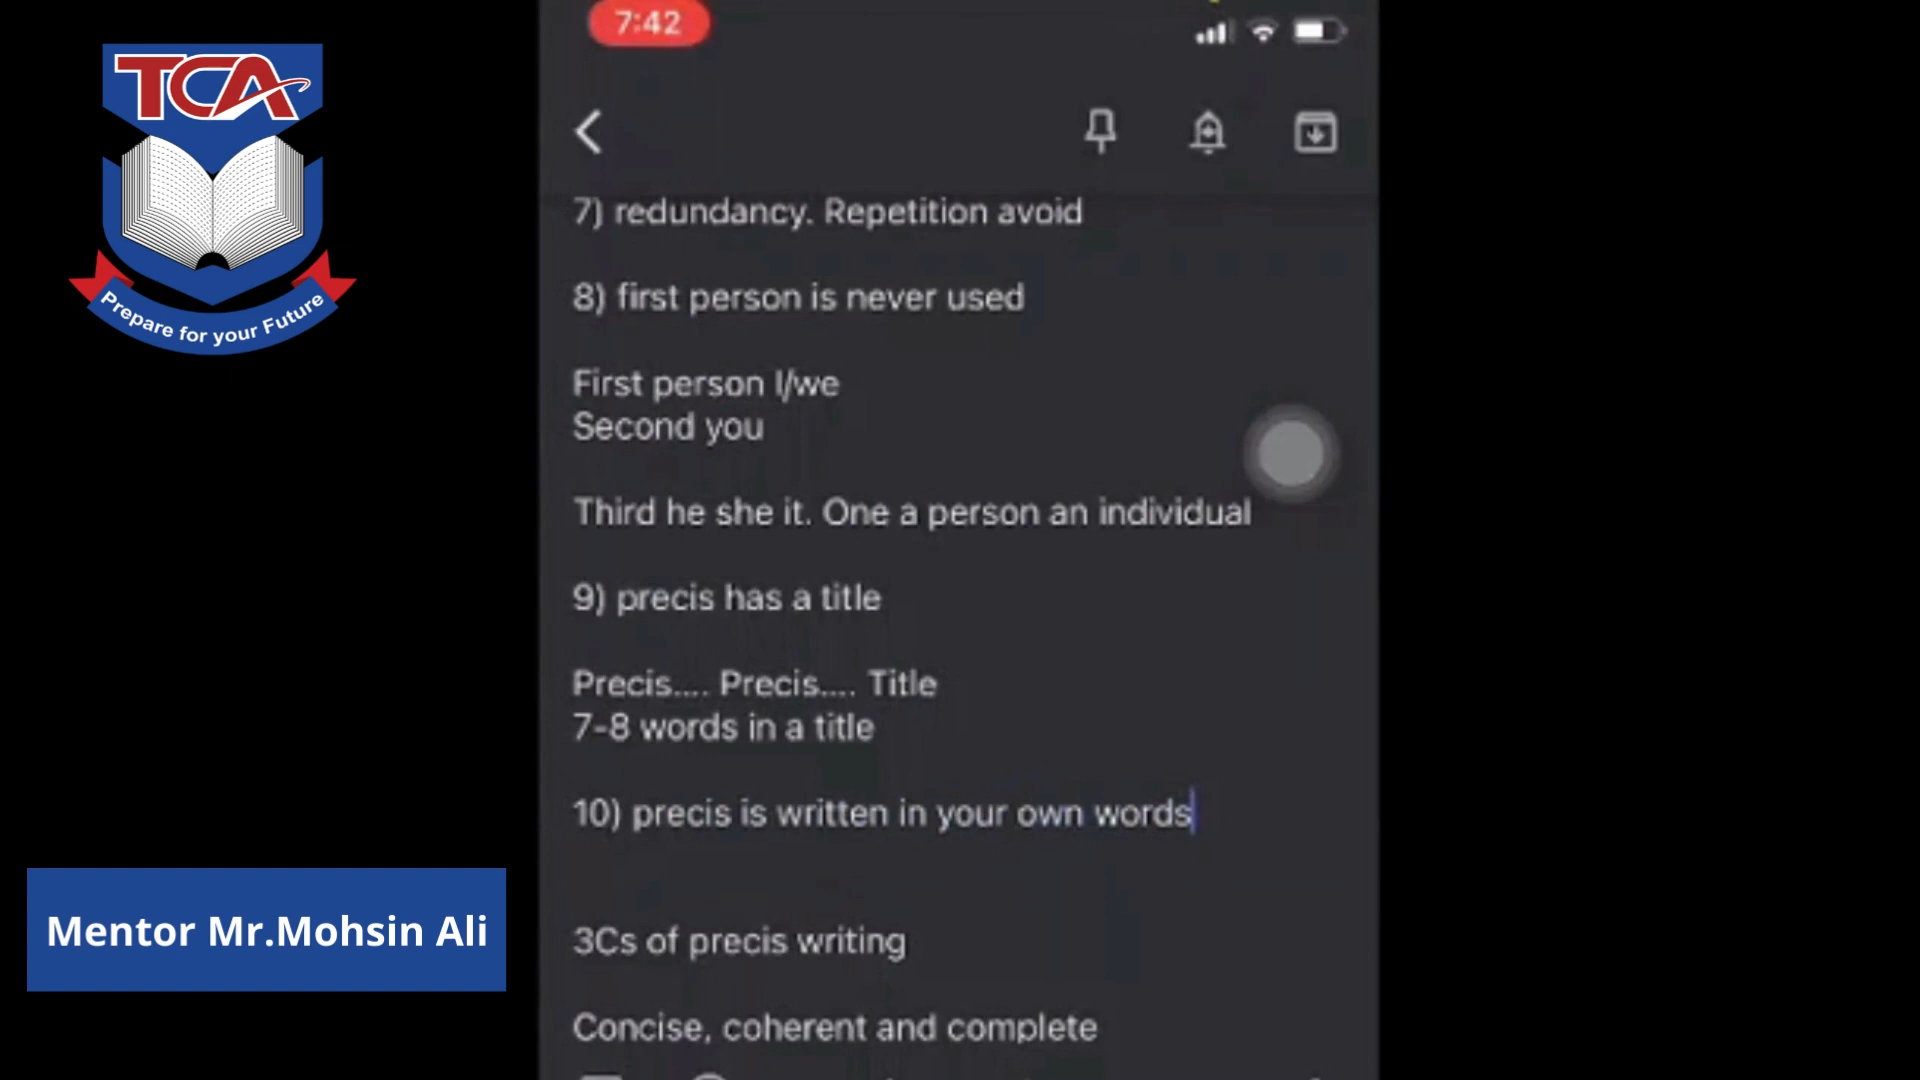 TCA
Prepare for your Future
7:42
7) redundancy. Repetition avoid
8) first person is never used
First person I/we
Second you
Third he she it. One a person an individual
9) precis has a title
Precis.... Precis.... Title
7-8 words in a title
10) precis is written in your own words
3Cs of precis writing
Concise, coherent and complete
Mentor Mr.Mohsin Ali